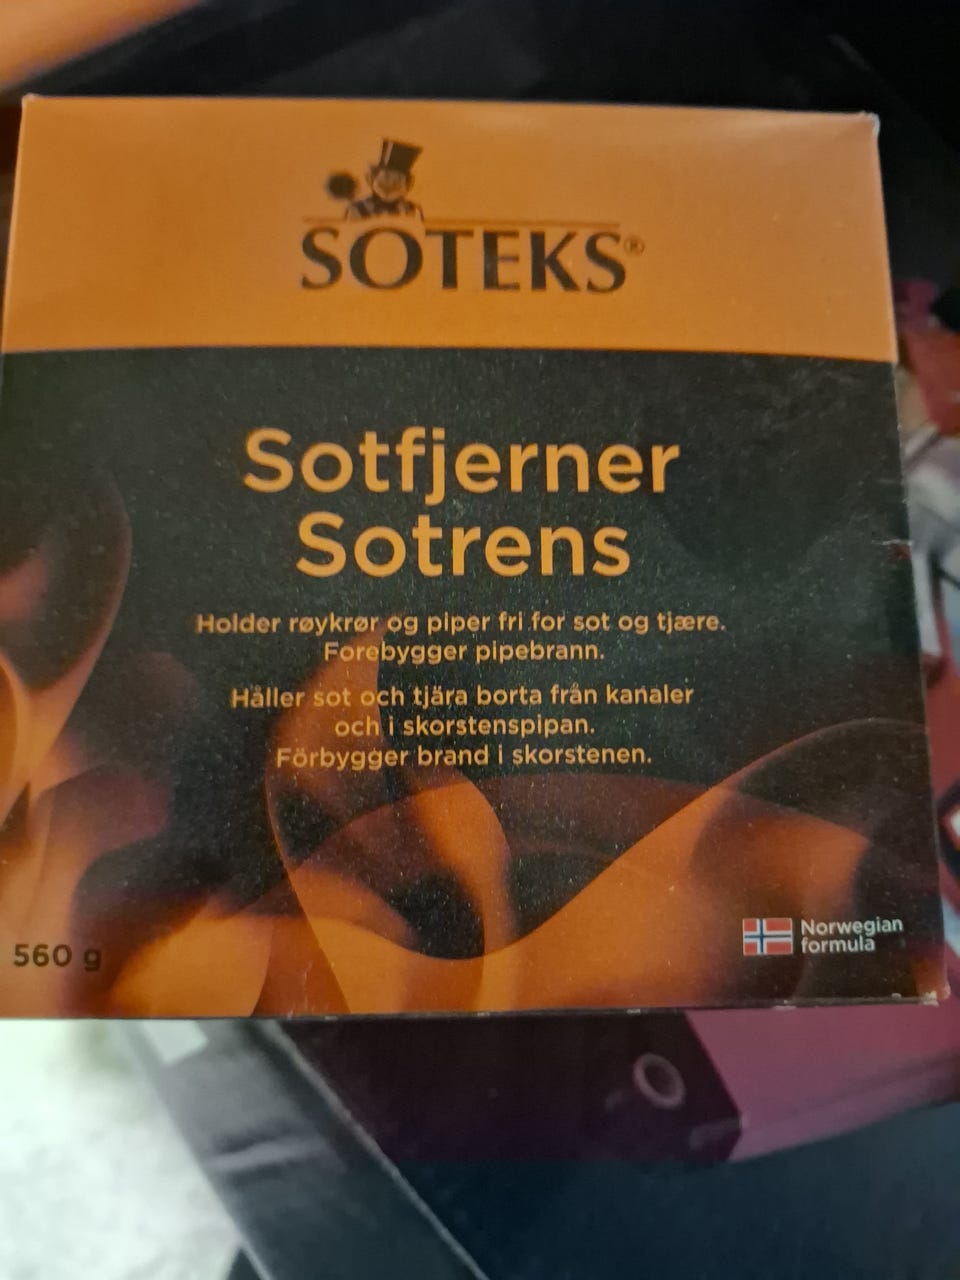 SOTEKS®
Sotfjerner
Sotrens
Holder røykrør og piper fri for sot og tjære.
Forebygger pipebrann.
Håller sot och tjära borta från kanaler
och i skorstenspipan.
Förbygger brand i skorstenen.
560 g
Norwegian
formula